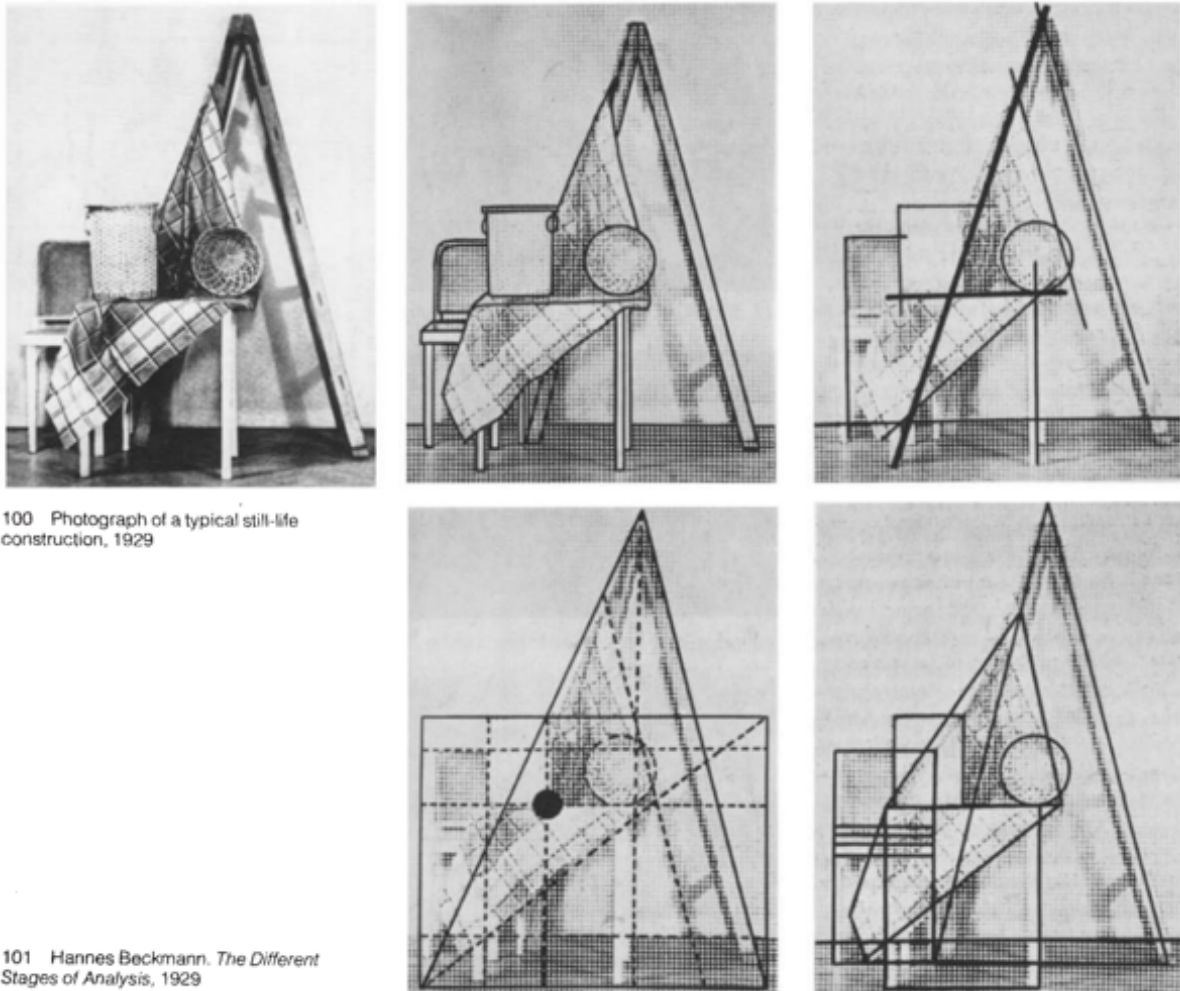 100 Photograph of a typical still-life
construction, 1929
101 Hannes Beckmann. The Different
Stages of Analysis, 1929